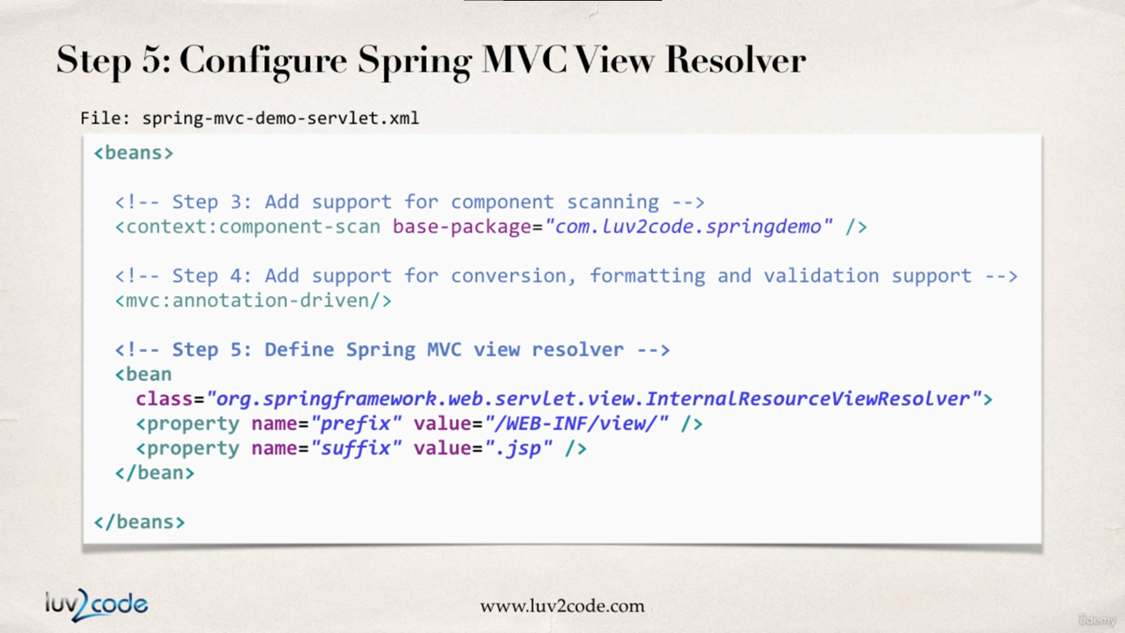 Step 5: Configure Spring MVC View Resolver
File: spring-mvc-demo-servlet.xml
<beans>
<!-- Step 3: Add support for component scanning -->
<context:component-scan base-package="com.luv2code.springdemo" />
<!-- Step 4: Add support for conversion, formatting and validation support -->
<mvc:annotation-driven/>
<!-- Step 5: Define Spring MVC view resolver -->
<bean
class="org.springframework.web.servlet.view.InternalResourceViewResolver">
<property name="prefix" value="/WEB-INF/view/" />
<property name="suffix" value=".jsp" />
</bean>
</beans>
luv2code
www.luv2code.com
ûdemy